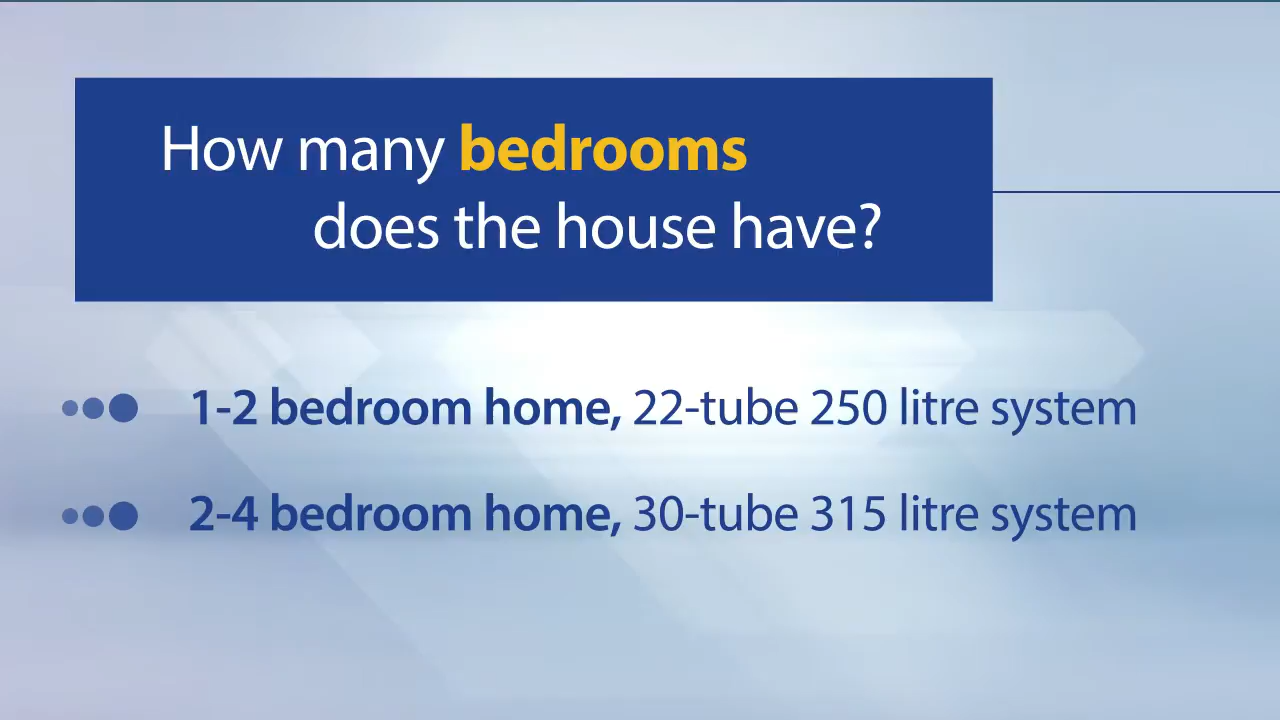 How many bedrooms
does the house have?
1-2 bedroom home, 22-tube 250 litre system
2-4 bedroom home, 30-tube 315 litre system